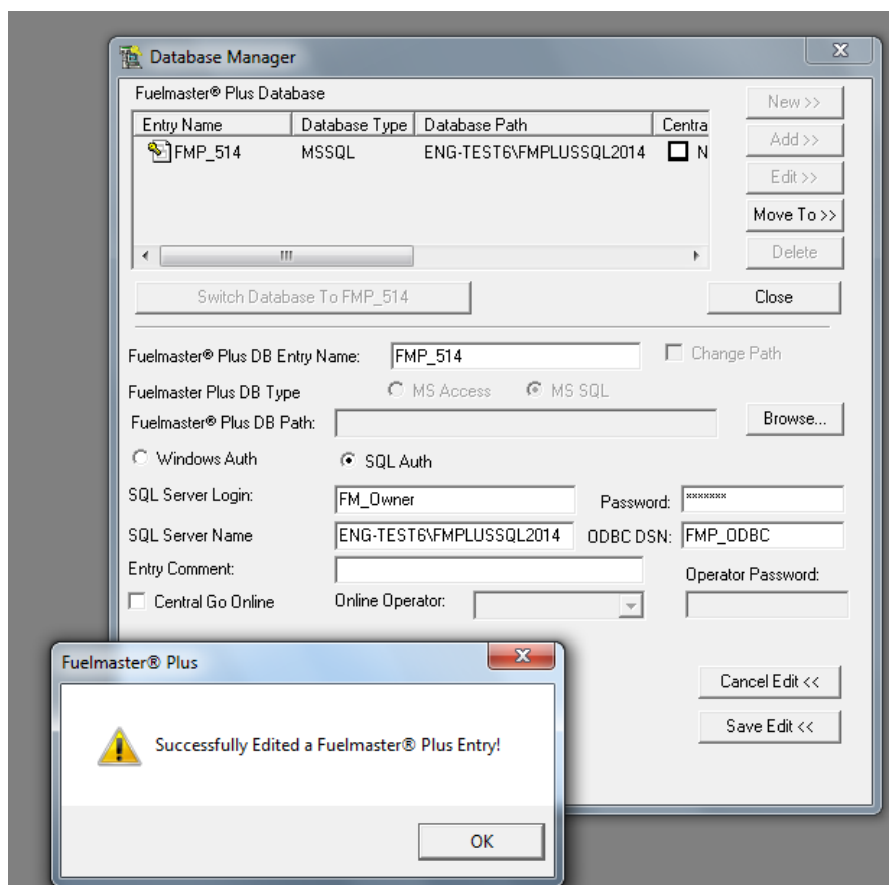 Database Manager
Fuelmaster® Plus Database
New >>
Entry Name Database Type Database Path Centra
Add >>
FMP_514 MSSQL ENG-TEST6\FMPLUSSQL2014 N
Edit >>
Move To >>
Delete
Switch Database To FMP_514 Close
Fuelmaster® Plus DB Entry Name: FMP_514 Change Path
Fuelmaster Plus DB Type MS Access MS SQL
Fuelmaster® Plus DB Path: Browse...
Windows Auth SQL Auth
SQL Server Login: FM_Owner Password: *******
SQL Server Name ENG-TEST6\FMPLUSSQL2014 ODBC DSN: FMP_ODBC
Entry Comment: Operator Password:
Central Go Online Online Operator:
Fuelmaster® Plus
Cancel Edit <<
Save Edit <<
Successfully Edited a Fuelmaster® Plus Entry!
OK